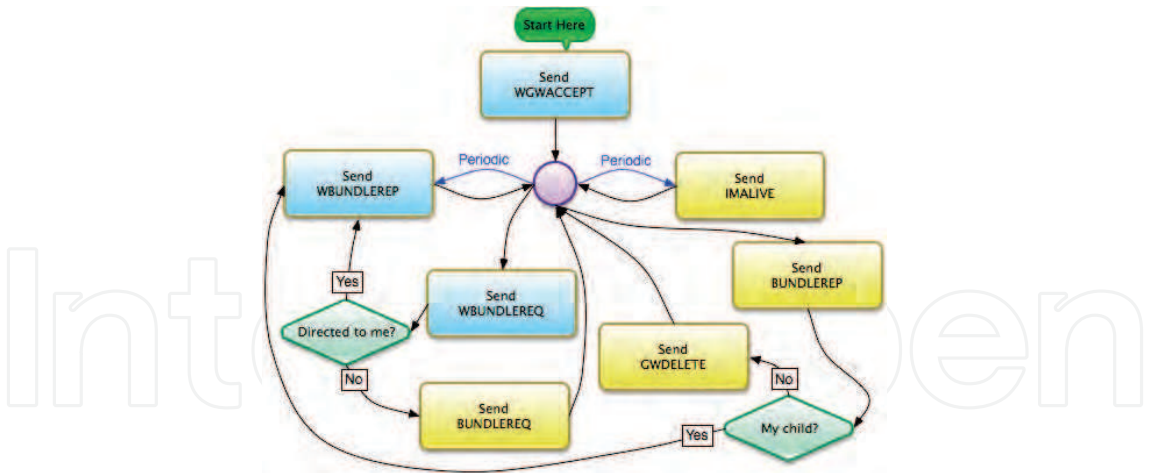 Start Here
Send
WGWACCEPT
Periodic
Periodic
Send
WBUNDLEREP
Send
IMALIVE
Send
BUNDLEREP
Yes
Send
WBUNDLEREQ
Directed to me?
Send
GWDELETE
No
No
Send
BUNDLEREQ
Yes
My child?